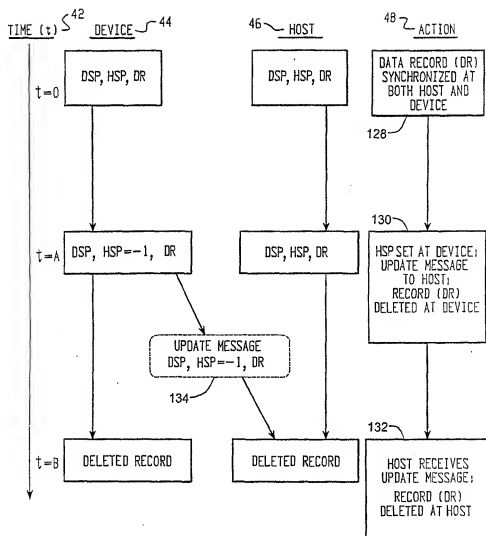 TIME (t) 42
DEVICE 44
46 HOST
48 ACTION
t=0
DSP, HSP, DR
DSP, HSP, DR
DATA RECORD (DR)
SYNCHRONIZED AT
BOTH HOST AND
DEVICE
128
t=A
DSP, HSP=-1, DR
DSP, HSP, DR
130
HSP SET AT DEVICE;
UPDATE MESSAGE
TO HOST;
RECORD (DR)
DELETED AT DEVICE
UPDATE MESSAGE
DSP, HSP=-1, DR
134
t=B
DELETED RECORD
DELETED RECORD
132
HOST RECEIVES
UPDATE MESSAGE;
RECORD (DR)
DELETED AT HOST